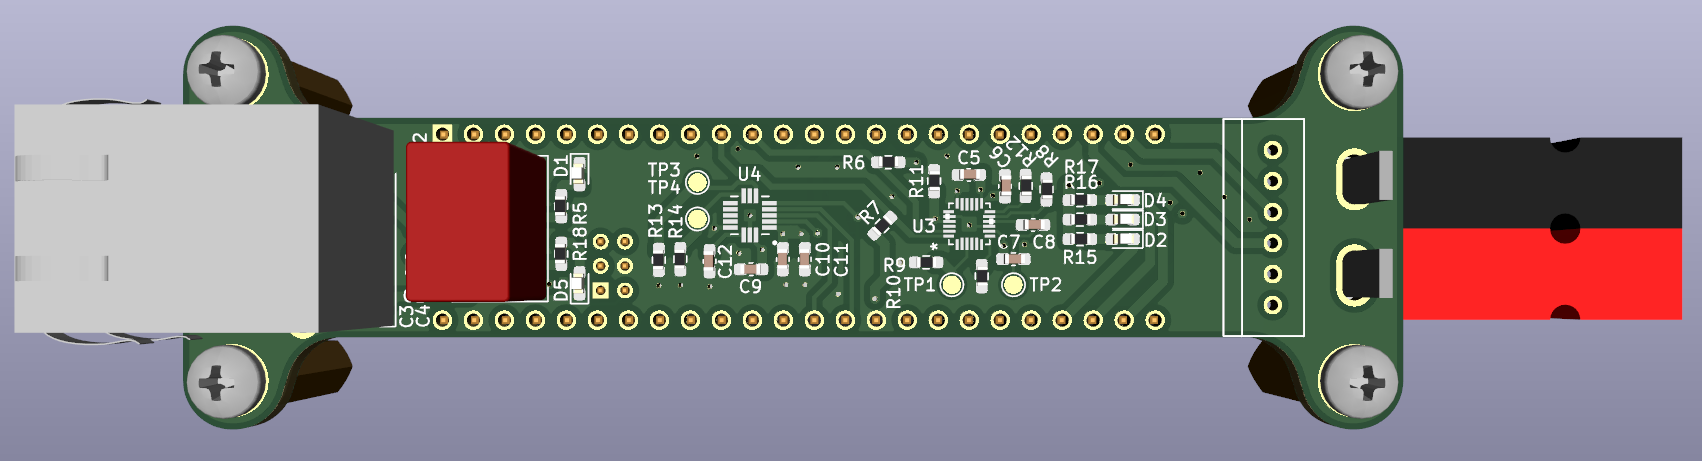 2
D1
R5
R18
D5
C3
C4
TP3
TP4
U4
R13
R14
C12
C9
C10
C11
R6
R7
R11
C5
C6
R12
R8
R17
R16
D4
D3
D2
R15
U3
*
C7
C8
R9
TP1
TP2
R10